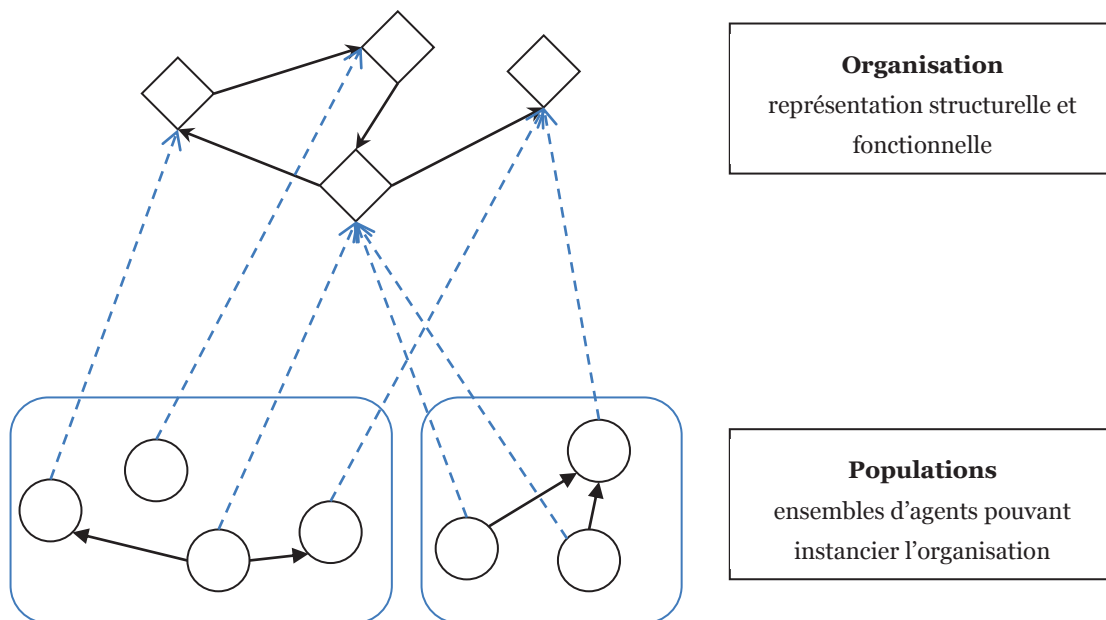 Organisation
représentation structurelle et
fonctionnelle
Populations
ensembles d’agents pouvant
instancier l’organisation